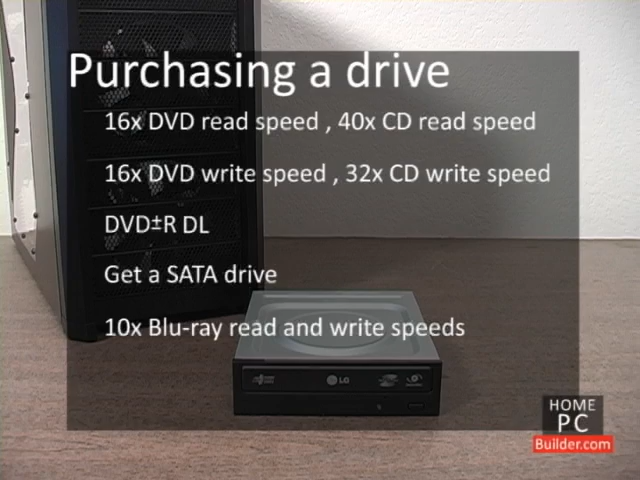 Purchasing a drive
16x DVD read speed , 40x CD read speed
16x DVD write speed , 32x CD write speed
DVD±R DL
Get a SATA drive
10x Blu-ray read and write speeds
LG
HOME
PC
Builder.com